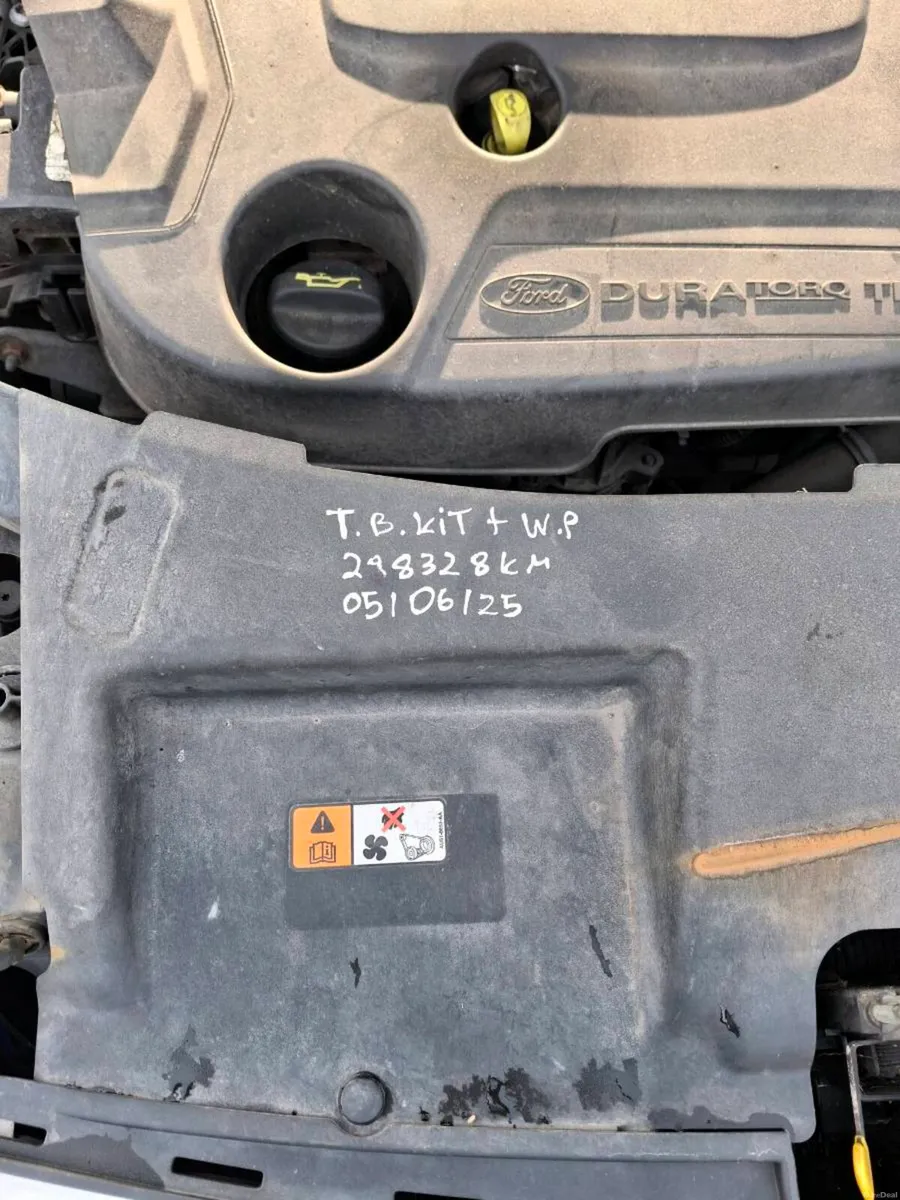 Ford DURATORQ
T.B.KiT + W.P
298328KM
05/06/25